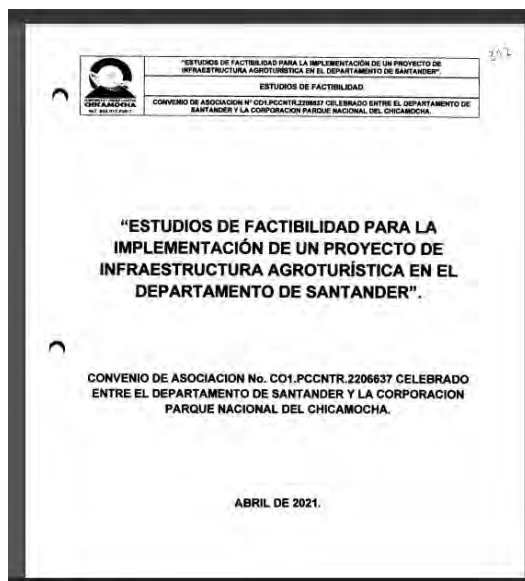 "ESTUDIOS DE FACTIBILIDAD PARA LA IMPLEMENTACIÓN DE UN PROYECTO DE
INFRAESTRUCTURA AGROTURÍSTICA EN EL DEPARTAMENTO DE SANTANDER".
ESTUDIOS DE FACTIBILIDAD
CONVENIO DE ASOCIACION Nº CO1.PCCNTR.2206637 CELEBRADO ENTRE EL DEPARTAMENTO DE
SANTANDER Y LA CORPORACION PARQUE NACIONAL DEL CHICAMOCHA.
CHICAMOCHA
"ESTUDIOS DE FACTIBILIDAD PARA LA
IMPLEMENTACIÓN DE UN PROYECTO DE
INFRAESTRUCTURA AGROTURÍSTICA EN EL
DEPARTAMENTO DE SANTANDER".
CONVENIO DE ASOCIACION No. CO1.PCCNTR.2206637 CELEBRADO
ENTRE EL DEPARTAMENTO DE SANTANDER Y LA CORPORACION
PARQUE NACIONAL DEL CHICAMOCHA.
ABRIL DE 2021.